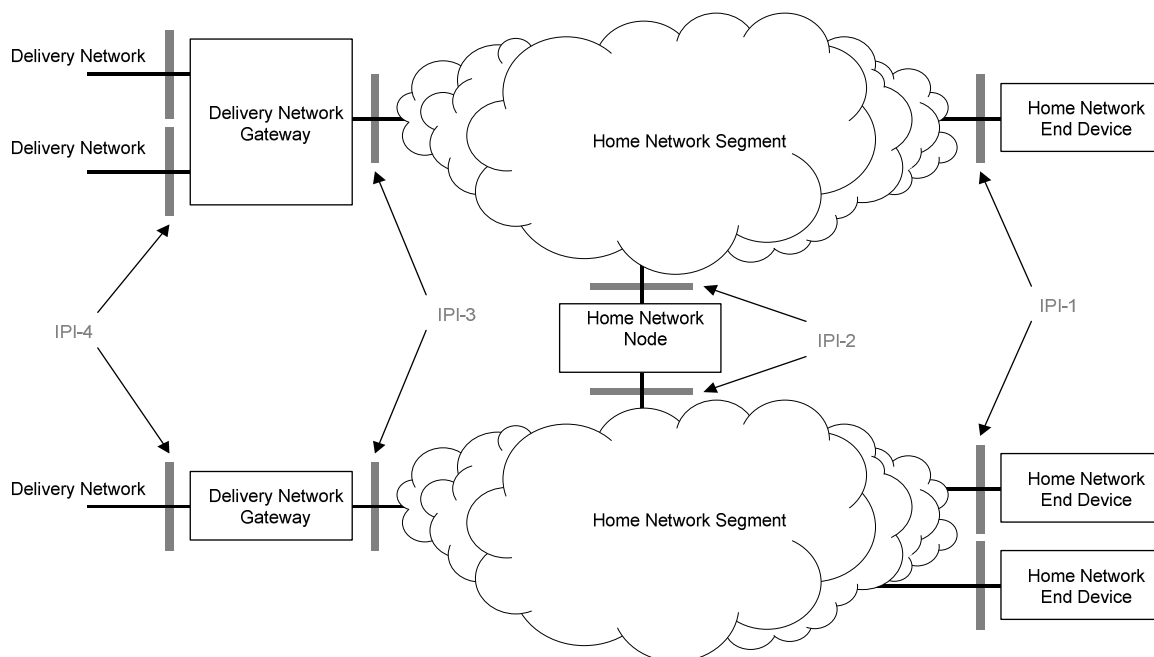 Delivery Network
Delivery Network
Delivery Network
Gateway
Home Network Segment
Home Network
End Device
IPI-4
IPI-3
Home Network
Node
IPI-2
IPI-1
Delivery Network
Delivery Network
Gateway
Home Network Segment
Home Network
End Device
Home Network
End Device